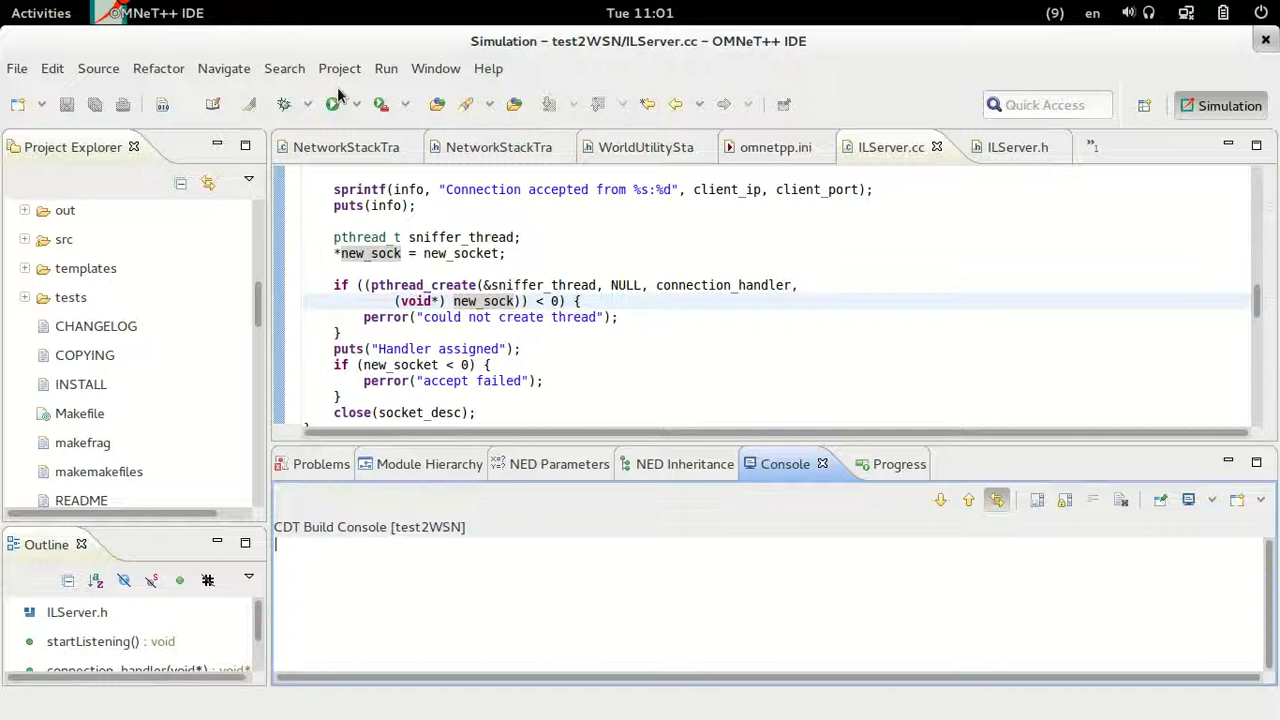 Activities OMNeT++ IDE Tue 11:01 (9) en
Simulation – test2WSN/ILServer.cc – OMNeT++ IDE
File Edit Source Refactor Navigate Search Project Run Window Help
Quick Access Simulation
Project Explorer NetworkStackTra NetworkStackTra WorldUtilitySta omnetpp.ini ILServer.cc ILServer.h »1
out
src
templates
tests
CHANGELOG
COPYING
INSTALL
Makefile
makefrag
makemakefiles
README
sprintf(info, "Connection accepted from %s:%d", client_ip, client_port);
puts(info);
pthread_t sniffer_thread;
*new_sock = new_socket;
if ((pthread_create(&sniffer_thread, NULL, connection_handler,
(void*) new_sock)) < 0) {
perror("could not create thread");
}
puts("Handler assigned");
if (new_socket < 0) {
perror("accept failed");
}
close(socket_desc);
Problems Module Hierarchy NED Parameters NED Inheritance Console Progress
CDT Build Console [test2WSN]
Outline
ILServer.h
startListening() : void
connection_handler(void*) : void*